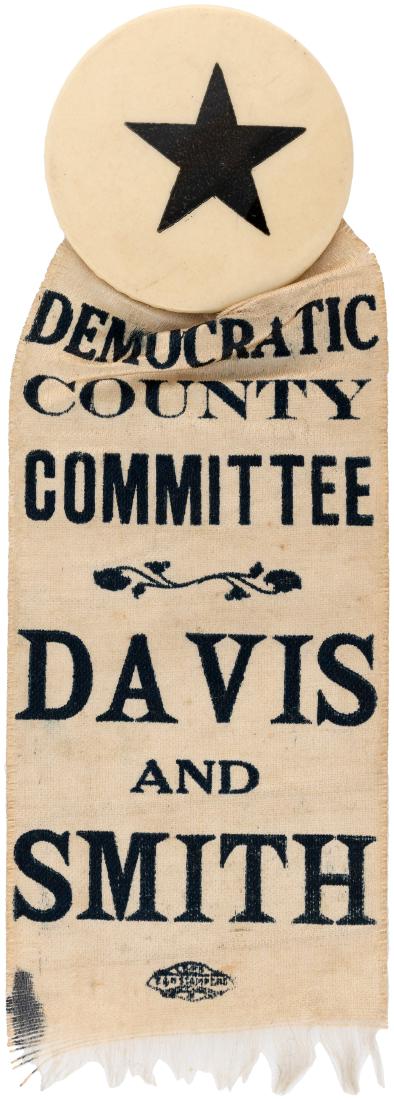 DEMOCRATIC
COUNTY
COMMITTEE
DAVIS
AND
SMITH